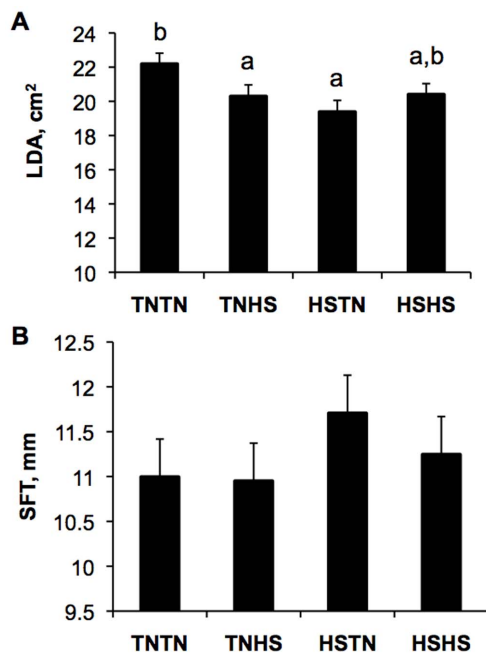 A
b
a
a
a,b
24
22
20
18
16
14
12
10
LDA, cm²
TNTN TNHS HSTN HSHS
B
12.5
12
11.5
11
10.5
10
9.5
SFT, mm
TNTN TNHS HSTN HSHS